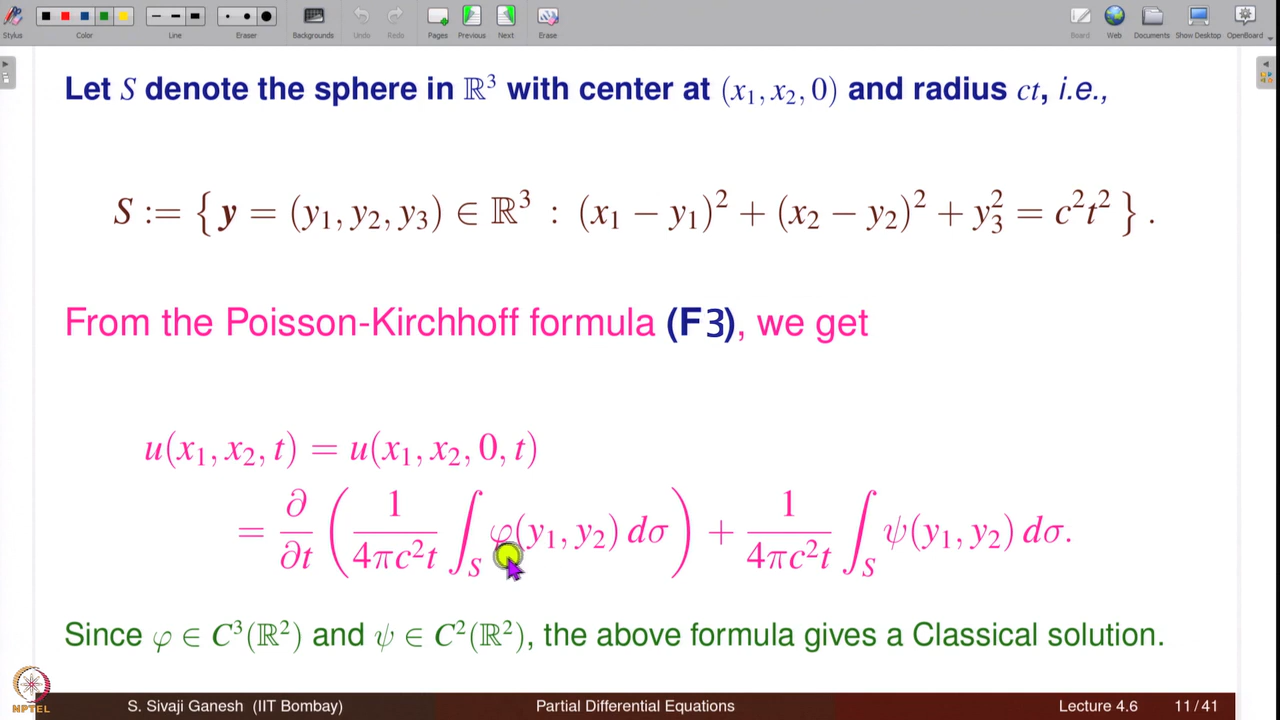 Stylus Color Line Eraser Backgrounds Undo Redo Pages Previous Next Erase Board Web Documents Show Desktop OpenBoard
Let S denote the sphere in ℝ³ with center at (x₁, x₂, 0) and radius ct, i.e.,
S := { y = (y₁, y₂, y₃) ∈ ℝ³ : (x₁ − y₁)² + (x₂ − y₂)² + y₃² = c²t² } .
From the Poisson-Kirchhoff formula (F3), we get
u(x₁, x₂, t) = u(x₁, x₂, 0, t)
= ∂/∂t ( 1/(4πc²t) ∫_S φ(y₁, y₂) dσ ) + 1/(4πc²t) ∫_S ψ(y₁, y₂) dσ.
Since φ ∈ C³(ℝ²) and ψ ∈ C²(ℝ²), the above formula gives a Classical solution.
NPTEL
S. Sivaji Ganesh (IIT Bombay) Partial Differential Equations Lecture 4.6 11 / 41